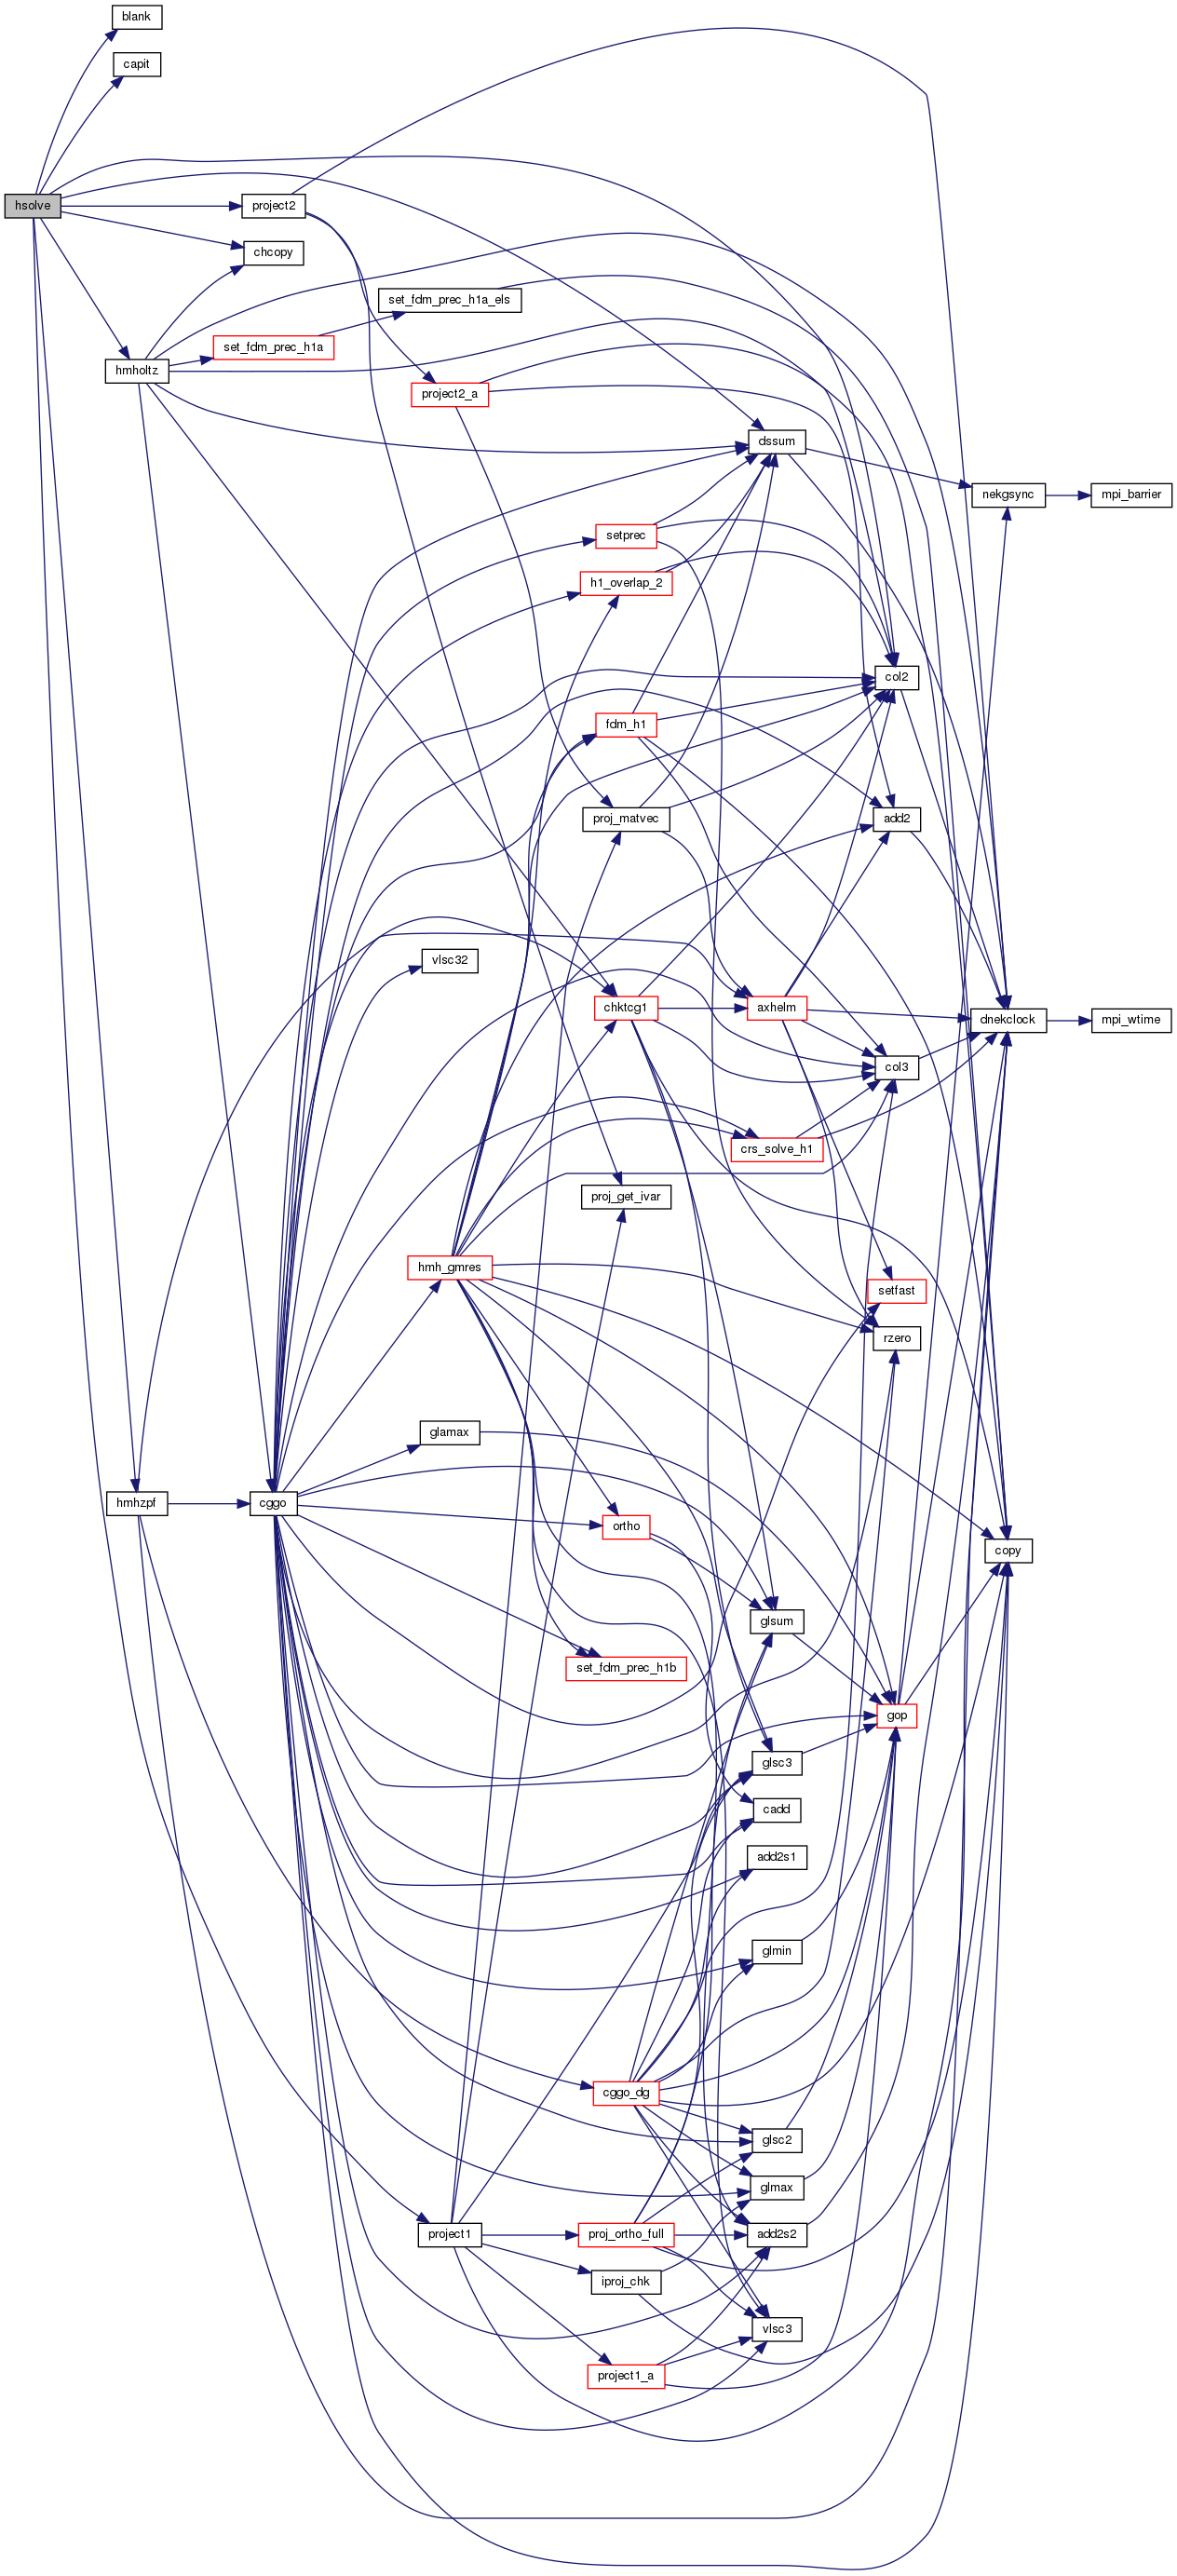 blank
capit
hsolve
project2
chcopy
set_fdm_prec_h1a_els
set_fdm_prec_h1a
hmholtz
project2_a
dssum
nekgsync
mpi_barrier
setprec
h1_overlap_2
col2
fdm_h1
proj_matvec
add2
vlsc32
chktcg1
axhelm
dnekclock
mpi_wtime
col3
crs_solve_h1
proj_get_ivar
hmh_gmres
setfast
rzero
glamax
hmhzpf
cggo
ortho
copy
glsum
set_fdm_prec_h1b
gop
glsc3
cadd
add2s1
glmin
cggo_dg
glsc2
glmax
project1
proj_ortho_full
add2s2
iproj_chk
vlsc3
project1_a